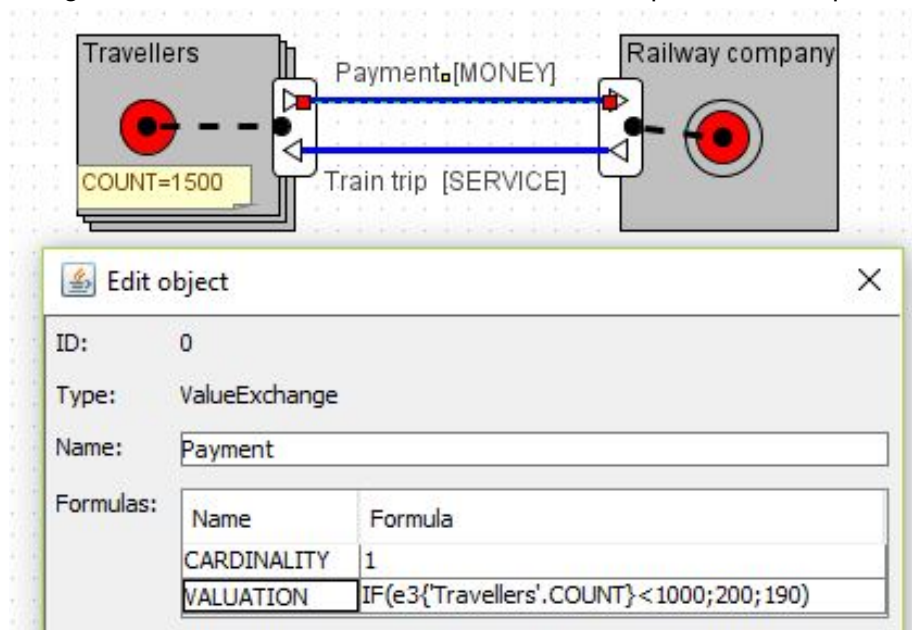 Travellers
Railway company
Payment [MONEY]
COUNT=1500
Train trip [SERVICE]
Edit object
ID: 0
Type: ValueExchange
Name: Payment
Formulas:
Name Formula
CARDINALITY 1
VALUATION IF(e3{'Travellers'.COUNT}<1000;200;190)